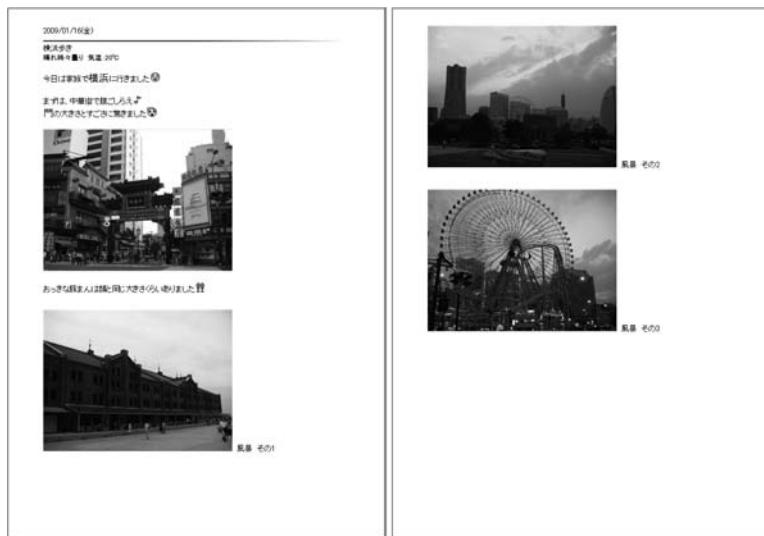 2009/01/16(金)
横浜歩き
晴れ時々曇り 気温 20℃
今日は家族で横浜に行きました
まずは、中華街で腹ごしらえ♪
門の大きさとすごさに驚きました
おっきな豚まんは顔と同じ大きさくらいありました
風景 その1
風景 その2
風景 その3